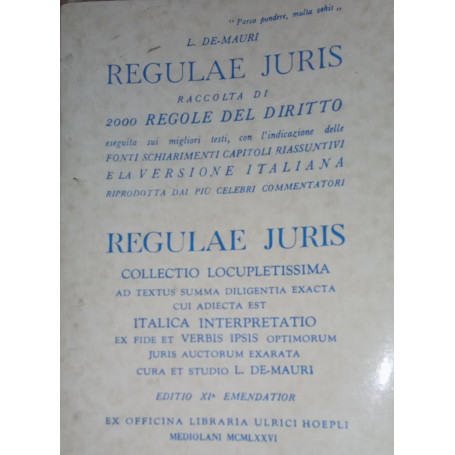 "Parva pondere, multa vehit"
L. DE-MAURI
REGULAE JURIS
RACCOLTA DI
2000 REGOLE DEL DIRITTO
eseguita sui migliori testi, con l'indicazione delle
FONTI SCHIARIMENTI CAPITOLI RIASSUNTIVI
E LA VERSIONE ITALIANA
RIPRODOTTA DAI PIÙ CELEBRI COMMENTATORI
REGULAE JURIS
COLLECTIO LOCUPLETISSIMA
AD TEXTUS SUMMA DILIGENTIA EXACTA
CUI ADIECTA EST
ITALICA INTERPRETATIO
EX FIDE ET VERBIS IPSIS OPTIMORUM
JURIS AUCTORUM EXARATA
CURA ET STUDIO L. DE-MAURI
EDITIO XIª EMENDATIOR
EX OFFICINA LIBRARIA ULRICI HOEPLI
MEDIOLANI MCMLXXVI